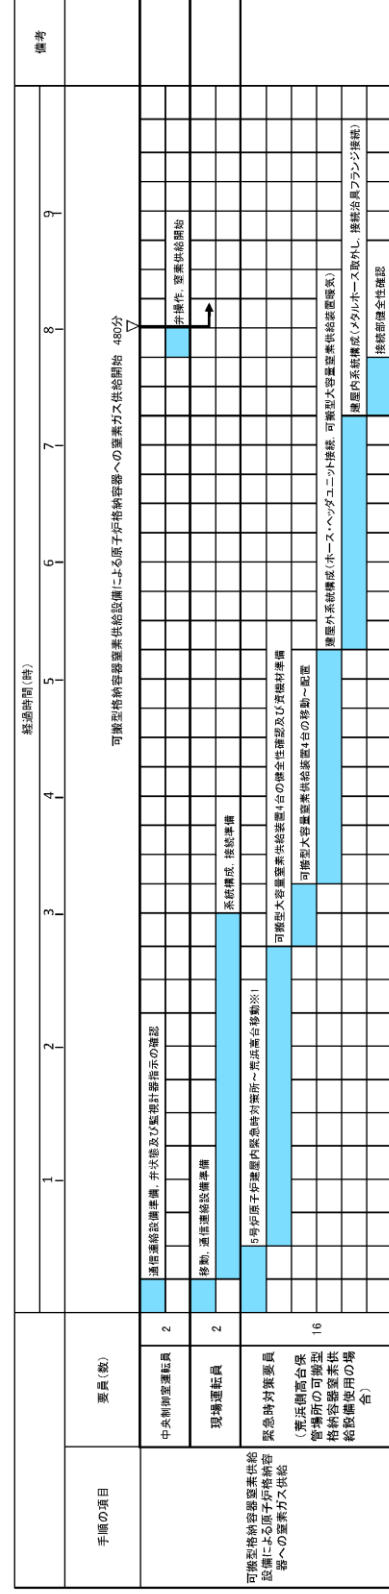 手順の項目
要員(数)
経過時間(時)
備考
1
2
3
4
5
6
7
8
9
可搬型格納容器窒素供給設備による原子炉格納容器への窒素ガス供給開始 480分
可搬型格納容器窒素供給
設備による原子炉格納容
器への窒素ガス供給
中央制御室運転員
2
通信連絡設備準備, 弁状態及び監視計器指示の確認
弁操作, 窒素供給開始
現場運転員
2
移動, 通信連絡設備準備
系統構成, 接続準備
緊急時対策要員
(荒浜側高台保
管場所の可搬型
格納容器窒素供
給設備使用の場
合)
16
5号炉原子炉建屋内緊急時対策所～荒浜高台移動※1
可搬型大容量窒素供給装置4台の健全性確認及び資機材準備
可搬型大容量窒素供給装置4台の移動～配置
建屋外系統構成(ホース・ヘッダユニット接続, 可搬型大容量窒素供給装置暖気)
建屋内系統構成(メタルホース取外し, 接続治具フランジ接続)
接続部健全性確認